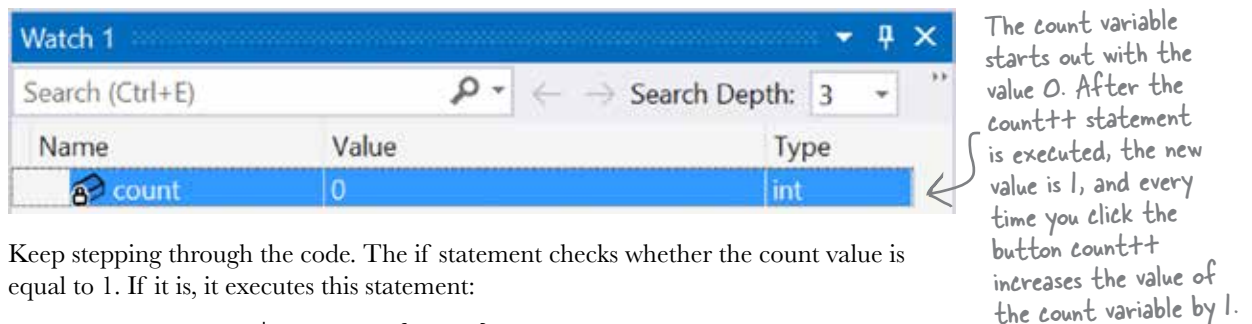 Watch 1
Search (Ctrl+E)
Search Depth: 3
Name Value Type
count 0 int
The count variable
starts out with the
value 0. After the
count++ statement
is executed, the new
value is 1, and every
time you click the
button count++
increases the value of
the count variable by 1.
Keep stepping through the code. The if statement checks whether the count value is
equal to 1. If it is, it executes this statement: